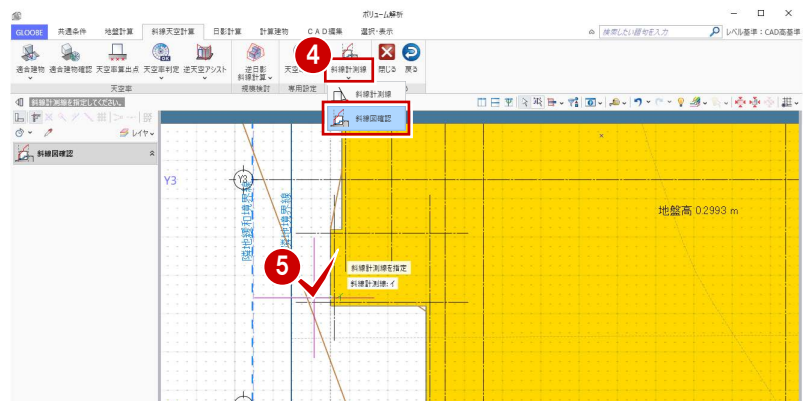 ボリューム解析
GLOOBE 共通条件 地盤計算 斜線天空計算 日影計算 計算建物 CAD編集 選択・表示 検索したい語句を入力 レベル基準：CAD高基準
適合建物 適合建物確認 天空率算出点 天空率判定 逆天空アシスト 逆日影 斜線計算 斜線計測線 閉じる 戻る
4
天空率 規模検討 専用設定
斜線計測線
斜線図確認
斜線計測線を指定してください。
レイヤ
斜線図確認
Y3
Y3
隣地緩和境界線
隣地境界線
地盤高 0.2993 m
5
斜線計測線を指定
斜線計測線:イ